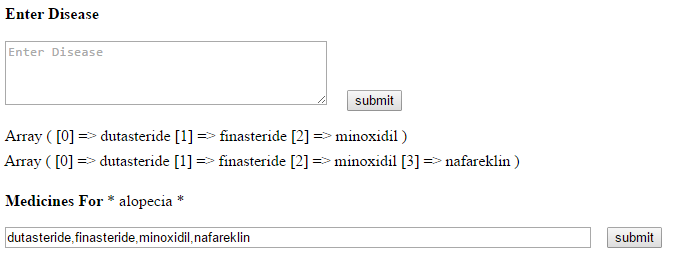 Enter Disease
Enter Disease
submit
Array ( [0] => dutasteride [1] => finasteride [2] => minoxidil )
Array ( [0] => dutasteride [1] => finasteride [2] => minoxidil [3] => nafareklin )
Medicines For * alopecia *
dutasteride,finasteride,minoxidil,nafareklin submit